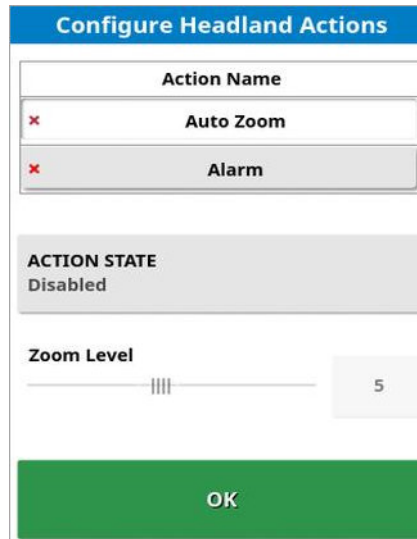 Configure Headland Actions
Action Name
Auto Zoom
Alarm
ACTION STATE
Disabled
Zoom Level
5
OK